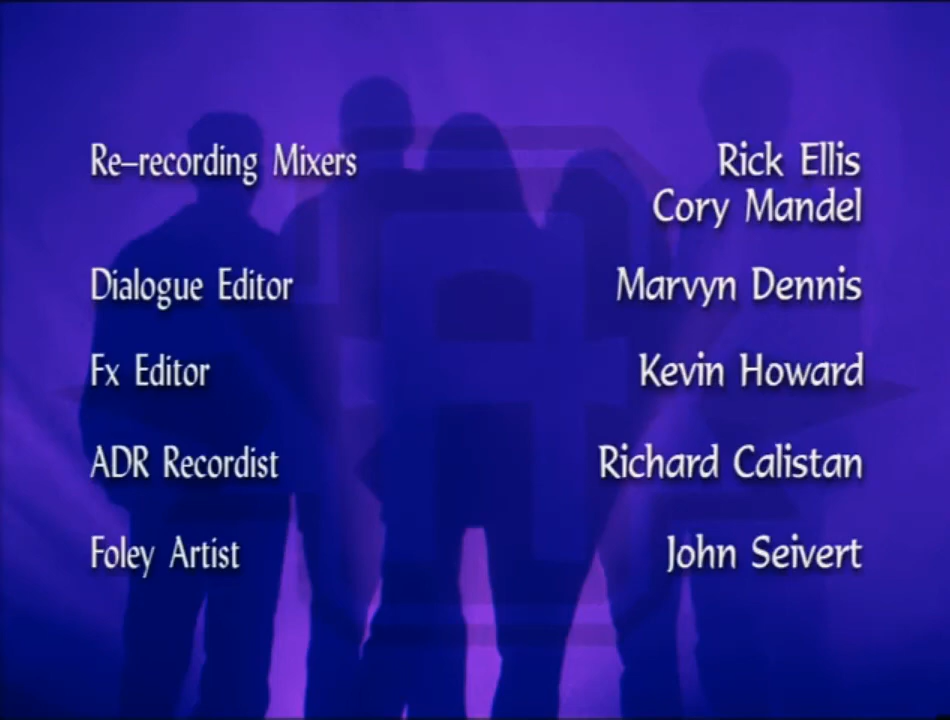 Re-recording Mixers Rick Ellis
Cory Mandel
Dialogue Editor Marvyn Dennis
Fx Editor Kevin Howard
ADR Recordist Richard Calistan
Foley Artist John Seivert